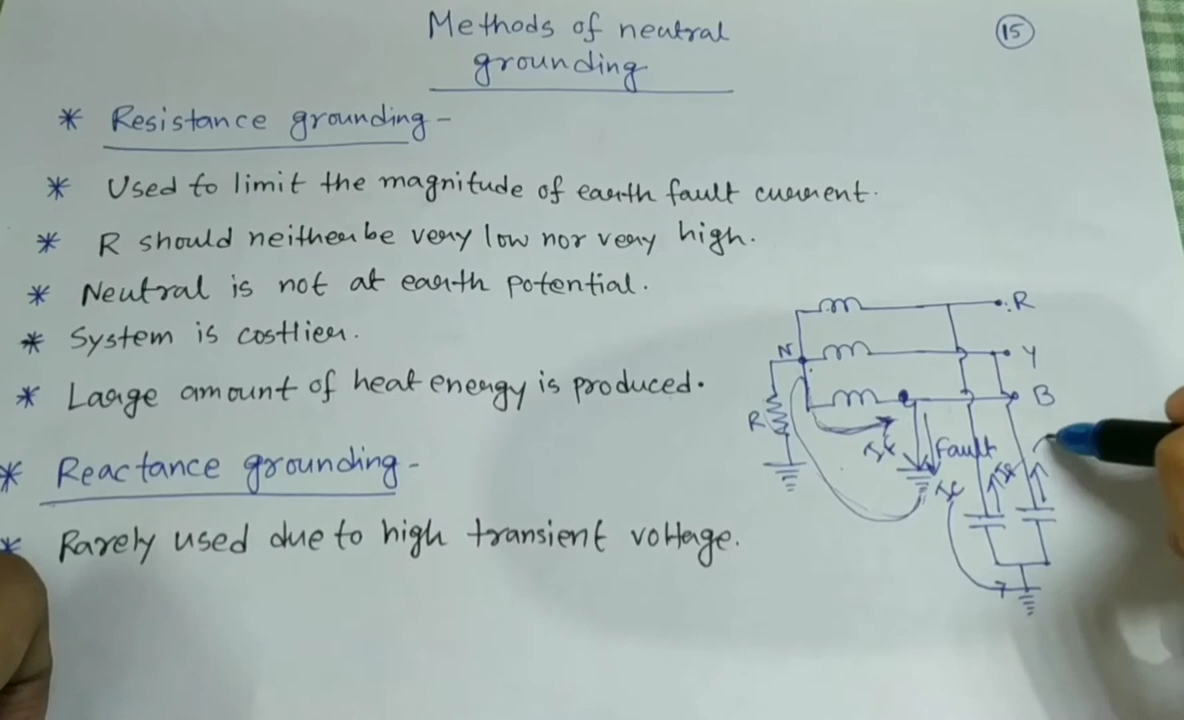 Methods of neutral
grounding
15
* Resistance grounding -
* Used to limit the magnitude of earth fault current.
* R should neither be very low nor very high.
* Neutral is not at earth potential.
* System is costlier.
* Large amount of heat energy is produced.
* Reactance grounding -
* Rarely used due to high transient voltage.
R
N
Y
B
R
Fault